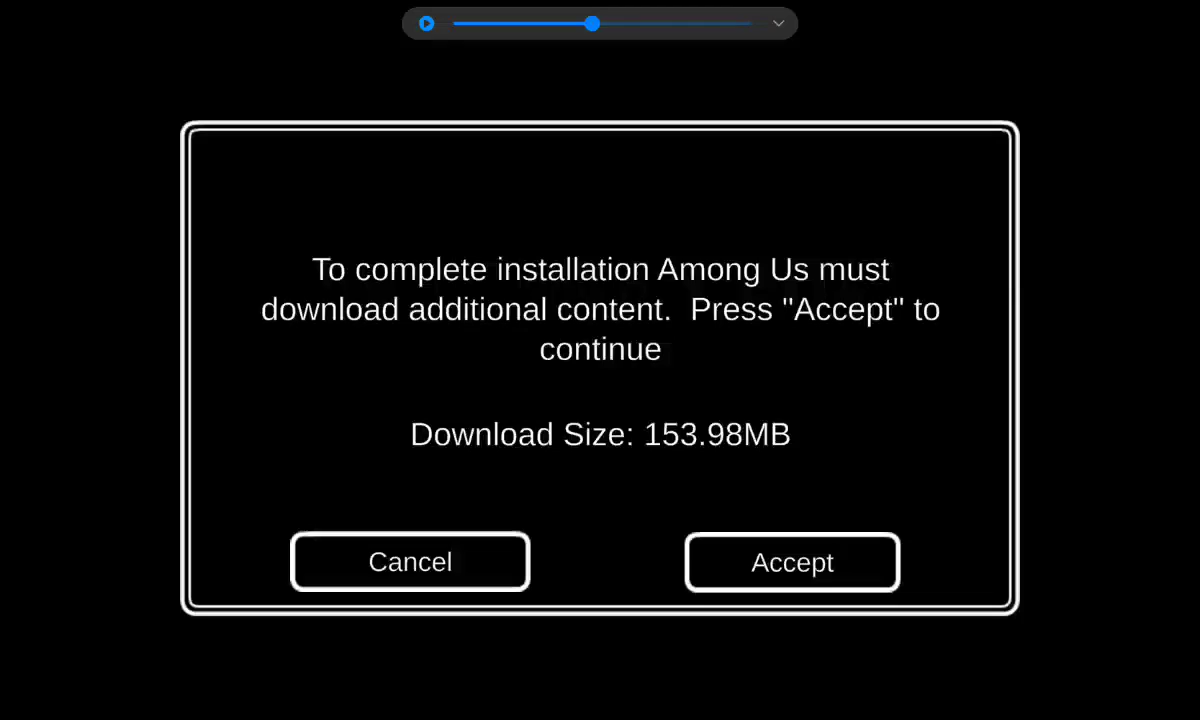 To complete installation Among Us must
download additional content.  Press "Accept" to
continue
Download Size: 153.98MB
Cancel
Accept